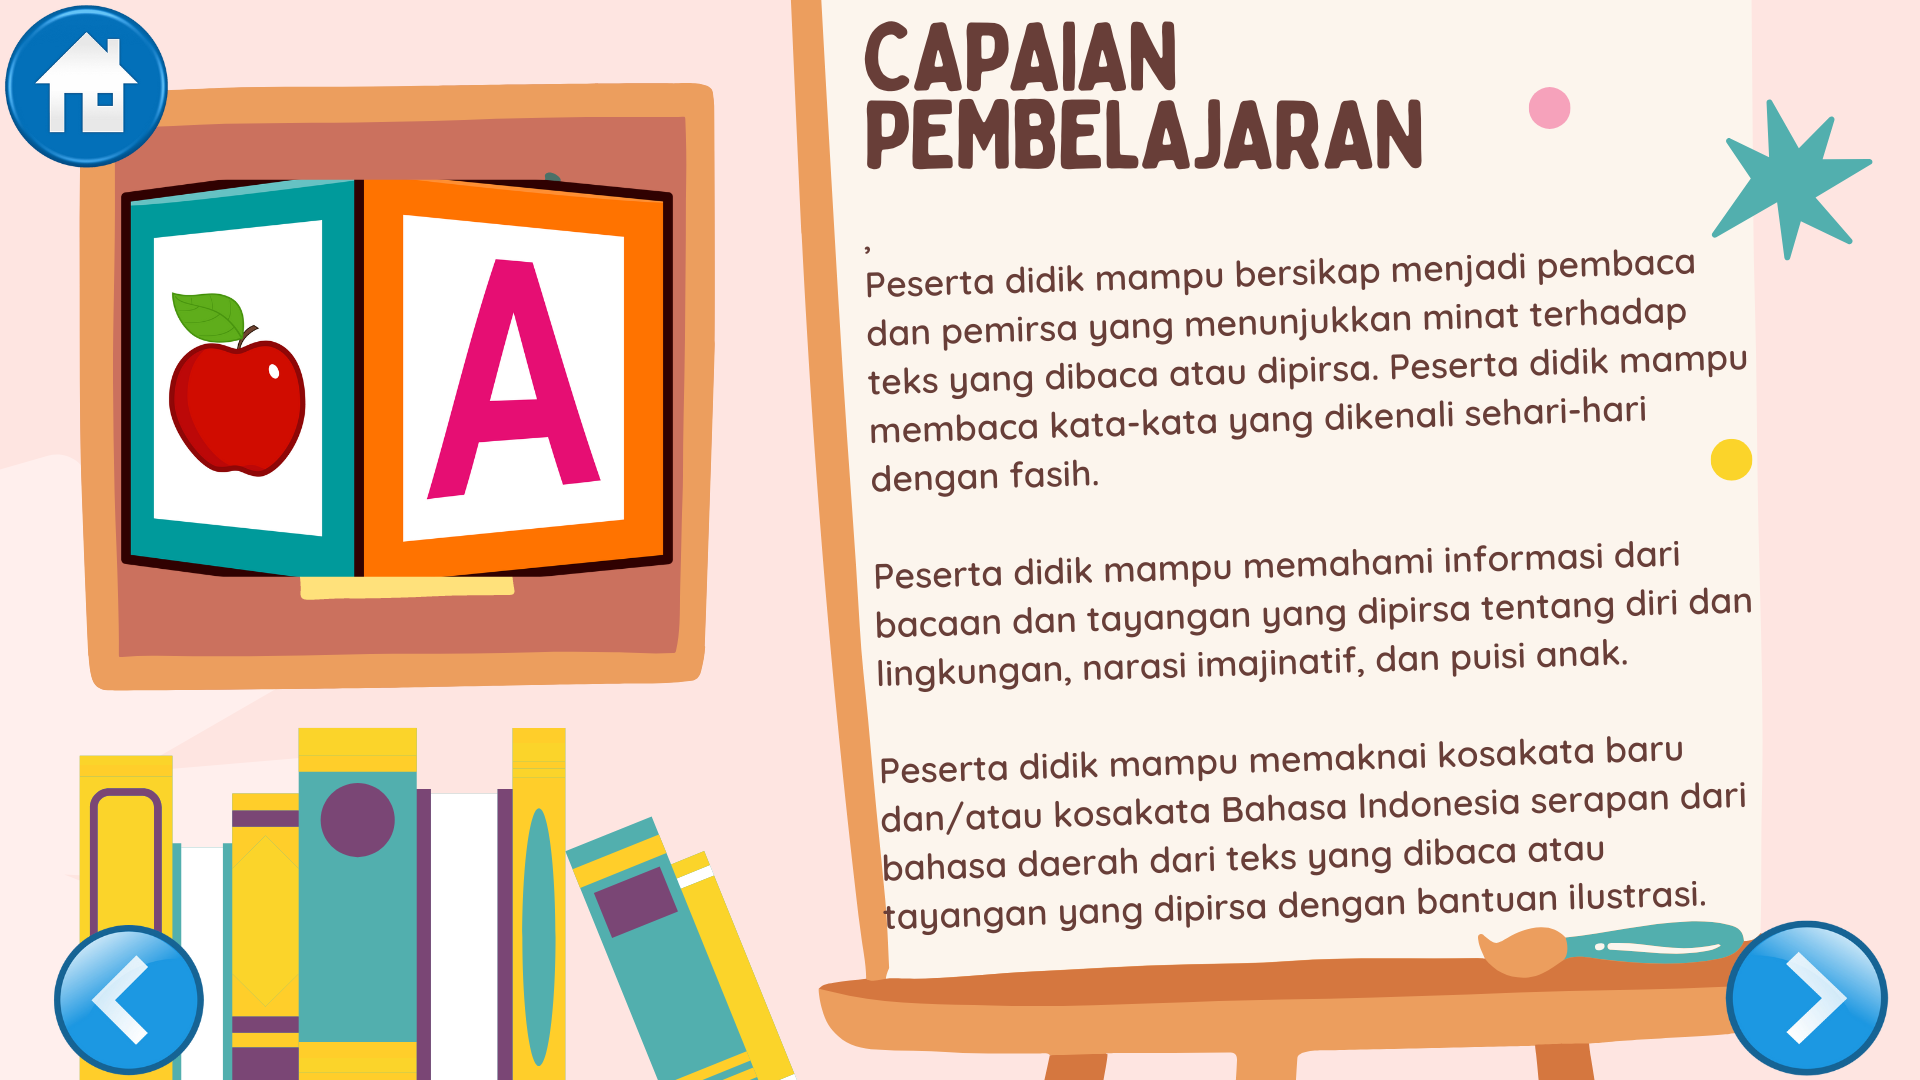 A
CAPAIAN
PEMBELAJARAN
,
Peserta didik mampu bersikap menjadi pembaca
dan pemirsa yang menunjukkan minat terhadap
teks yang dibaca atau dipirsa. Peserta didik mampu
membaca kata-kata yang dikenali sehari-hari
dengan fasih.
Peserta didik mampu memahami informasi dari
bacaan dan tayangan yang dipirsa tentang diri dan
lingkungan, narasi imajinatif, dan puisi anak.
Peserta didik mampu memaknai kosakata baru
dan/atau kosakata Bahasa Indonesia serapan dari
bahasa daerah dari teks yang dibaca atau
tayangan yang dipirsa dengan bantuan ilustrasi.